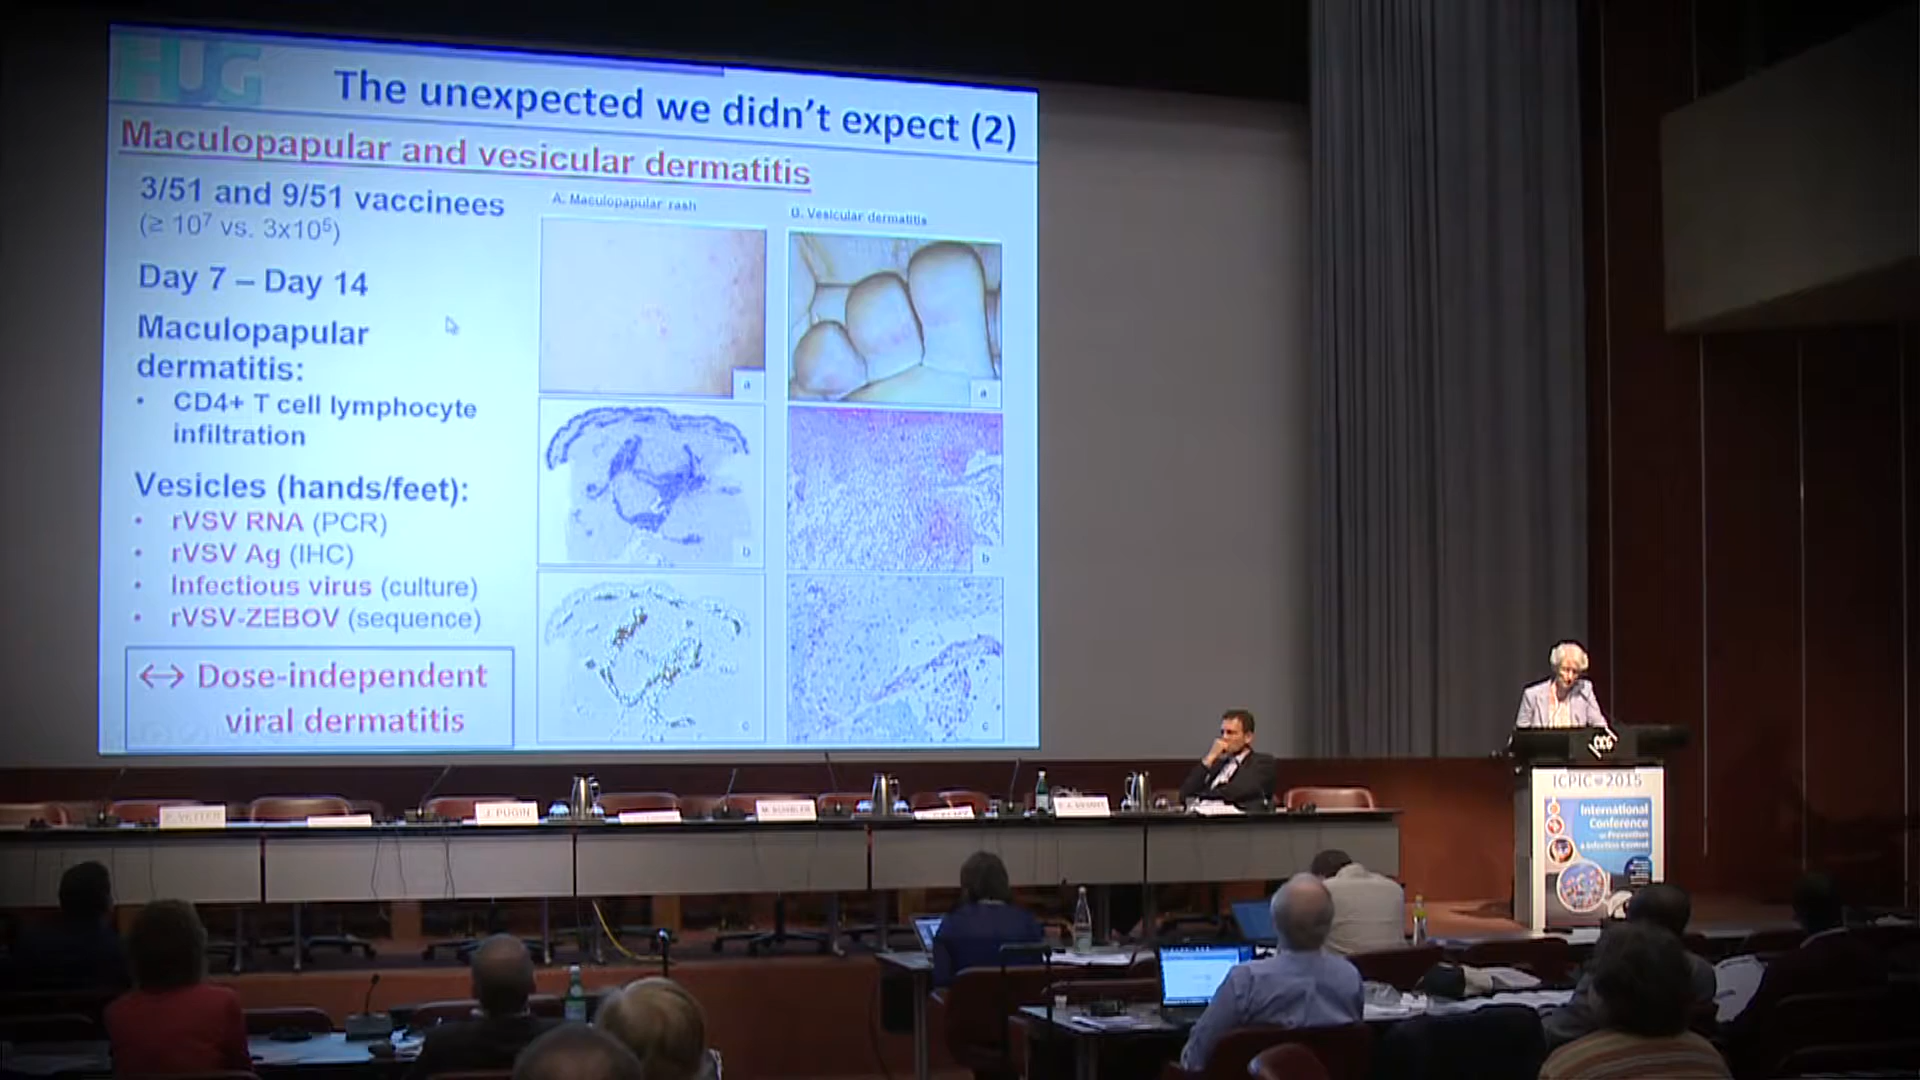 HUG
The unexpected we didn't expect (2)
Maculopapular and vesicular dermatitis
3/51 and 9/51 vaccinees
(≥ 10⁷ vs. 3x10⁵)
Day 7 – Day 14
Maculopapular
dermatitis:
• CD4+ T cell lymphocyte
infiltration
Vesicles (hands/feet):
• rVSV RNA (PCR)
• rVSV Ag (IHC)
• Infectious virus (culture)
• rVSV-ZEBOV (sequence)
↔ Dose-independent
viral dermatitis
A. Maculopapular rash
a
b
c
B. Vesicular dermatitis
a
b
c
J. PUGIN
CICG
ICPIC 2015
International
Conference
on Prevention
& Infection Control